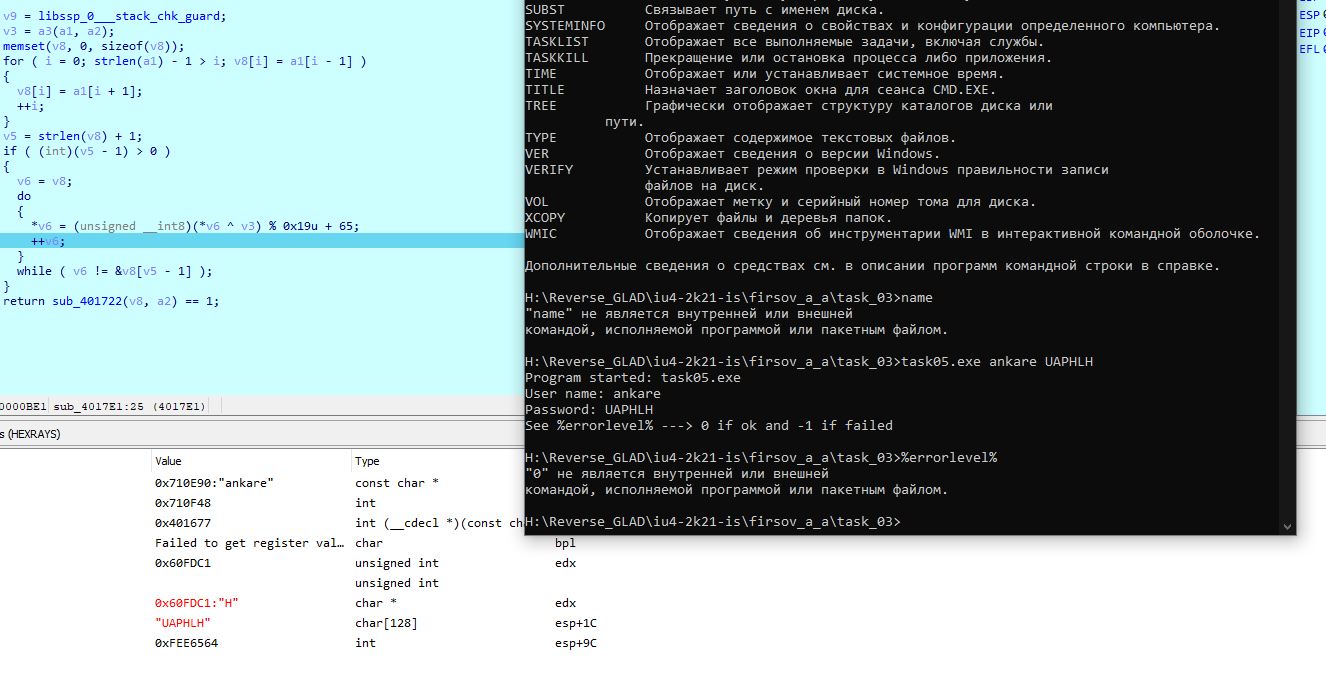 v9 = libssp_0___stack_chk_guard;
v3 = a3(a1, a2);
memset(v8, 0, sizeof(v8));
for ( i = 0; strlen(a1) - 1 > i; v8[i] = a1[i - 1] )
{
v8[i] = a1[i + 1];
++i;
}
v5 = strlen(v8) + 1;
if ( (int)(v5 - 1) > 0 )
{
v6 = v8;
do
{
*v6 = (unsigned __int8)(*v6 ^ v3) % 0x19u + 65;
++v6;
}
while ( v6 != &v8[v5 - 1] );
}
return sub_401722(v8, a2) == 1;
0000BE1 sub_4017E1:25 (4017E1)
s (HEXRAYS)
Value Type
0x710E90:"ankare" const char *
0x710F48 int
0x401677 int (__cdecl *)(const ch
Failed to get register val... char bpl
0x60FDC1 unsigned int edx
unsigned int
0x60FDC1:"H" char * edx
"UAPHLH" char[128] esp+1C
0xFEE6564 int esp+9C
SUBST Связывает путь с именем диска.
SYSTEMINFO Отображает сведения о свойствах и конфигурации определенного компьютера.
TASKLIST Отображает все выполняемые задачи, включая службы.
TASKKILL Прекращение или остановка процесса либо приложения.
TIME Отображает или устанавливает системное время.
TITLE Назначает заголовок окна для сеанса CMD.EXE.
TREE Графически отображает структуру каталогов диска или
пути.
TYPE Отображает содержимое текстовых файлов.
VER Отображает сведения о версии Windows.
VERIFY Устанавливает режим проверки в Windows правильности записи
файлов на диск.
VOL Отображает метку и серийный номер тома для диска.
XCOPY Копирует файлы и деревья папок.
WMIC Отображает сведения об инструментарии WMI в интерактивной командной оболочке.
Дополнительные сведения о средствах см. в описании программ командной строки в справке.
H:\Reverse_GLAD\iu4-2k21-is\firsov_a_a\task_03>name
"name" не является внутренней или внешней
командой, исполняемой программой или пакетным файлом.
H:\Reverse_GLAD\iu4-2k21-is\firsov_a_a\task_03>task05.exe ankare UAPHLH
Program started: task05.exe
User name: ankare
Password: UAPHLH
See %errorlevel% ---> 0 if ok and -1 if failed
H:\Reverse_GLAD\iu4-2k21-is\firsov_a_a\task_03>%errorlevel%
"0" не является внутренней или внешней
командой, исполняемой программой или пакетным файлом.
H:\Reverse_GLAD\iu4-2k21-is\firsov_a_a\task_03>
ESP
EIP
EFL